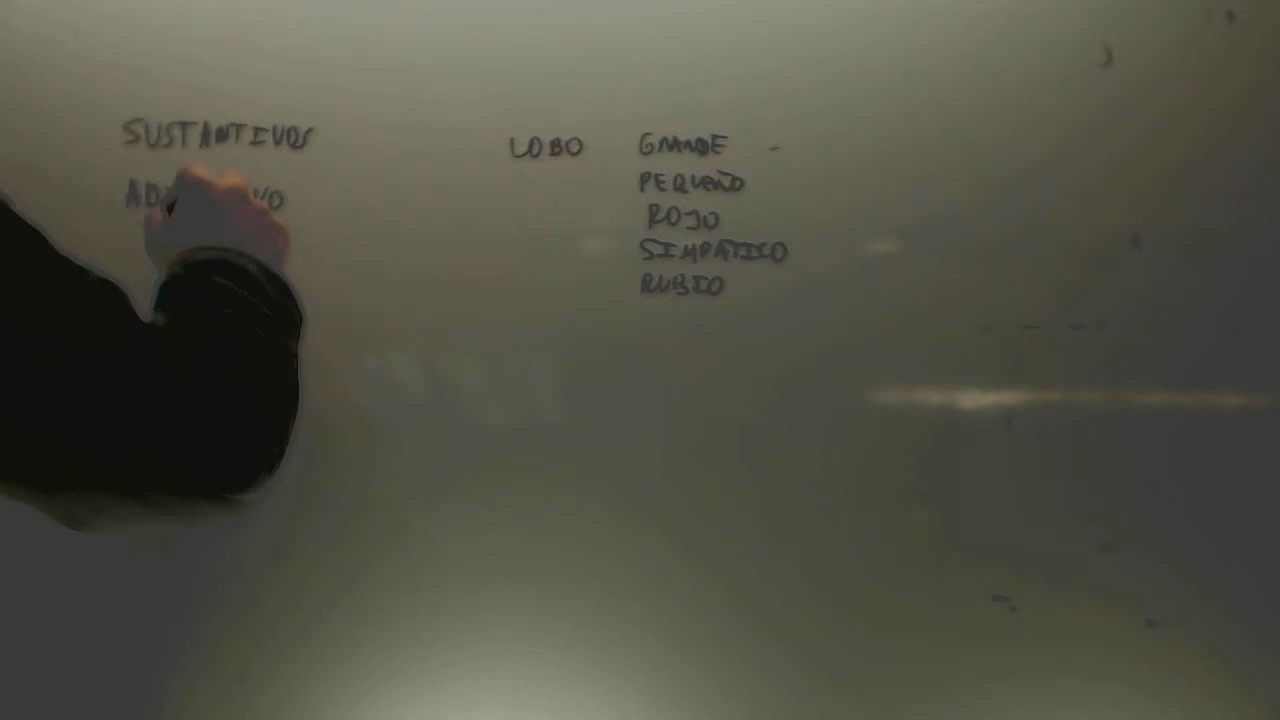 SUSTANTIVOS
LOBO GRANDE -
PEQUEÑO
ROJO
SIMPATICO
RUBIO